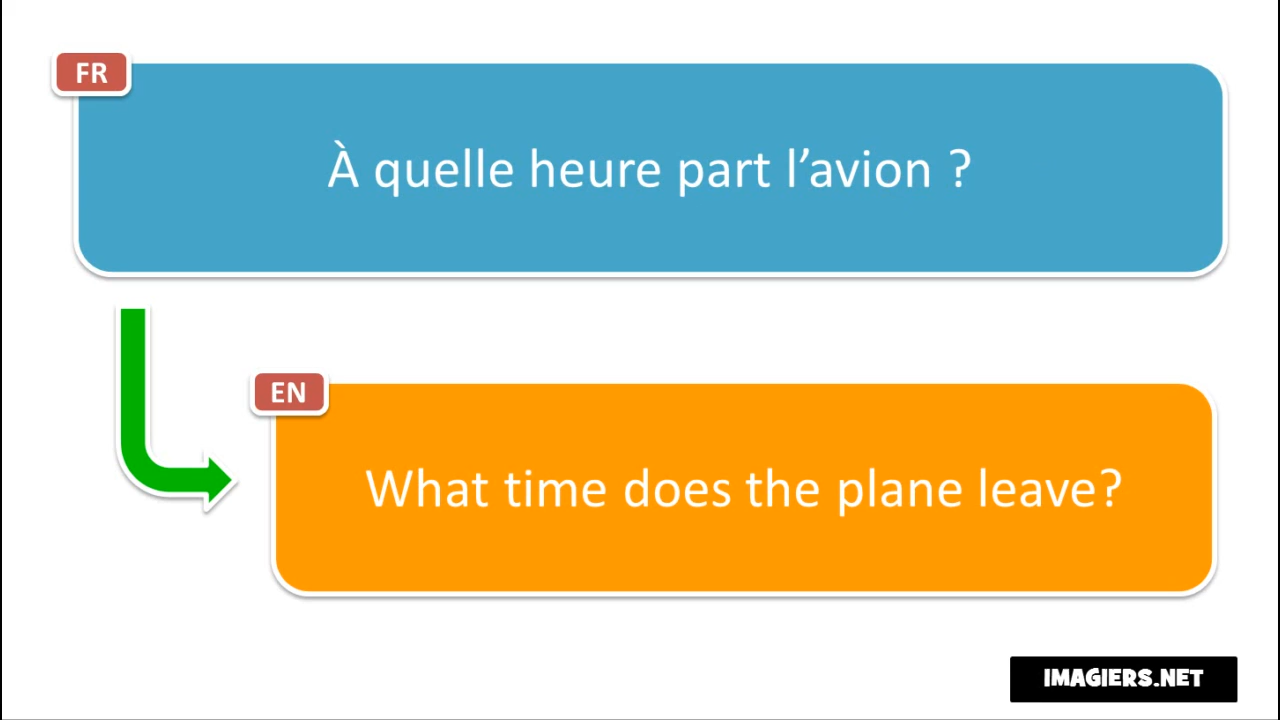 FR
À quelle heure part l’avion ?
EN
What time does the plane leave?
IMAGIERS.NET